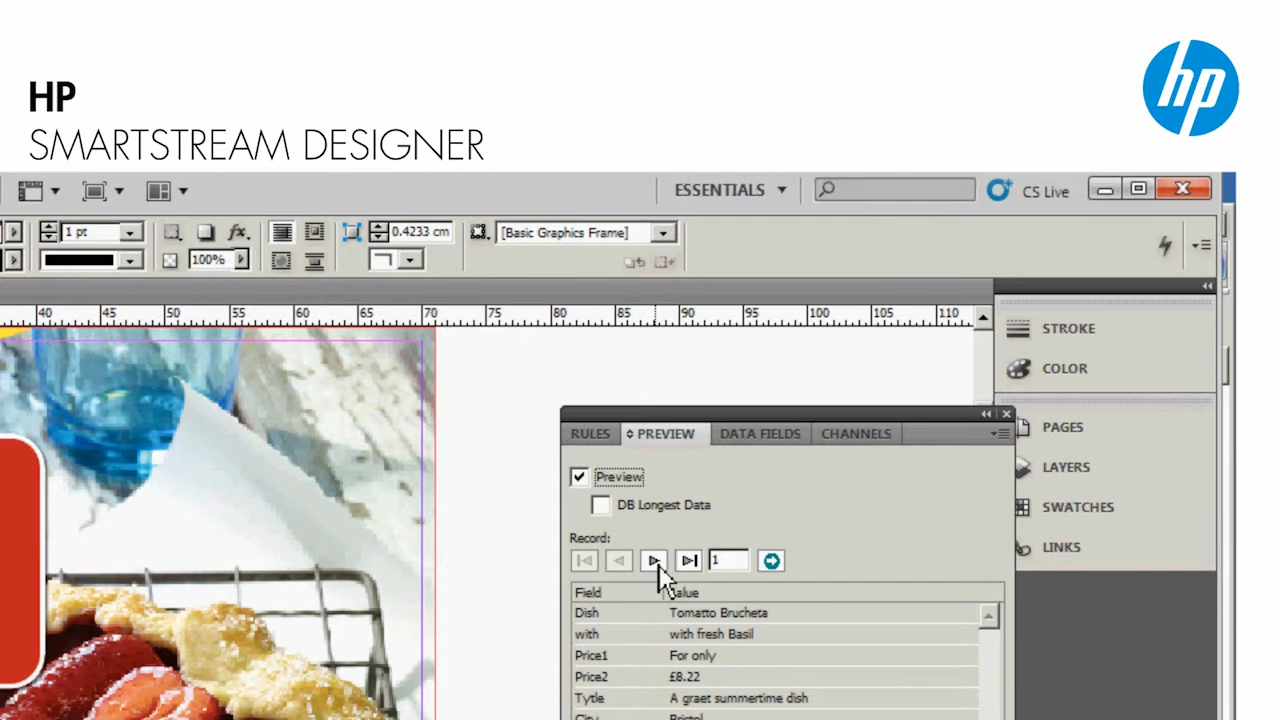 HP
hp
SMARTSTREAM DESIGNER
ESSENTIALS
CS Live
1 pt
0.4233 cm
[Basic Graphics Frame]
fx.
100%
40 45 50 55 60 65 70 75 80 85 90 95 100 105 110
STROKE
COLOR
PAGES
LAYERS
SWATCHES
LINKS
RULES PREVIEW DATA FIELDS CHANNELS
Preview
DB Longest Data
Record:
1
Field
Dish Tomatto Brucheta
with with fresh Basil
Price1 For only
Price2 £8.22
Tytle A graet summertime dish
City Bristol